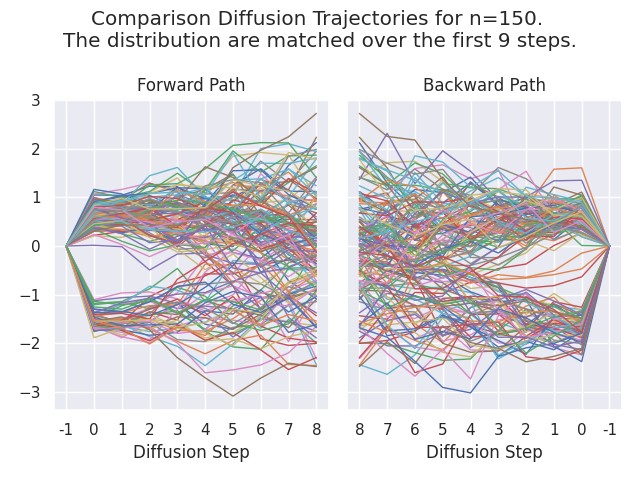 Comparison Diffusion Trajectories for n=150.
The distribution are matched over the first 9 steps.
Forward Path
Backward Path
3
2
1
0
−1
−2
−3
-1 0 1 2 3 4 5 6 7 8
8 7 6 5 4 3 2 1 0 -1
Diffusion Step
Diffusion Step